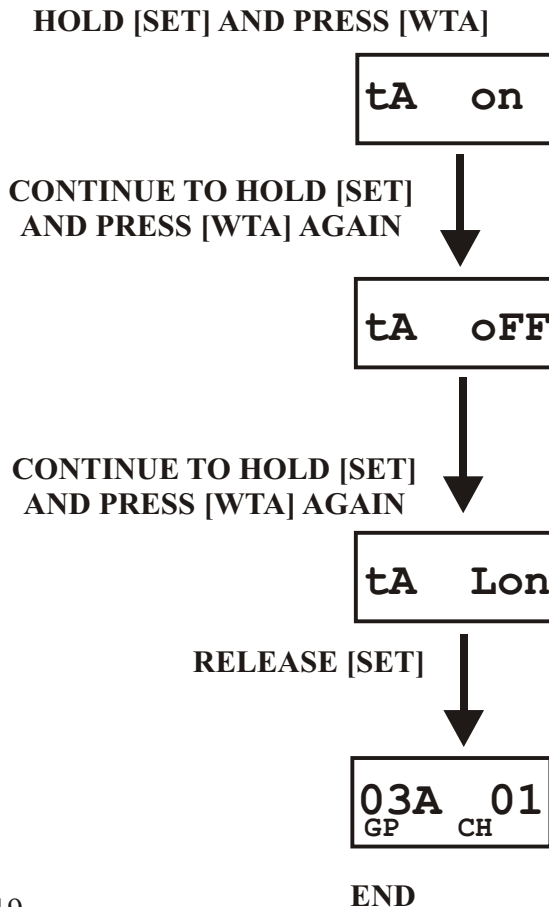 HOLD [SET] AND PRESS [WTA]
tA on
CONTINUE TO HOLD [SET]
AND PRESS [WTA] AGAIN
tA oFF
CONTINUE TO HOLD [SET]
AND PRESS [WTA] AGAIN
tA Lon
RELEASE [SET]
03A 01
GP CH
END